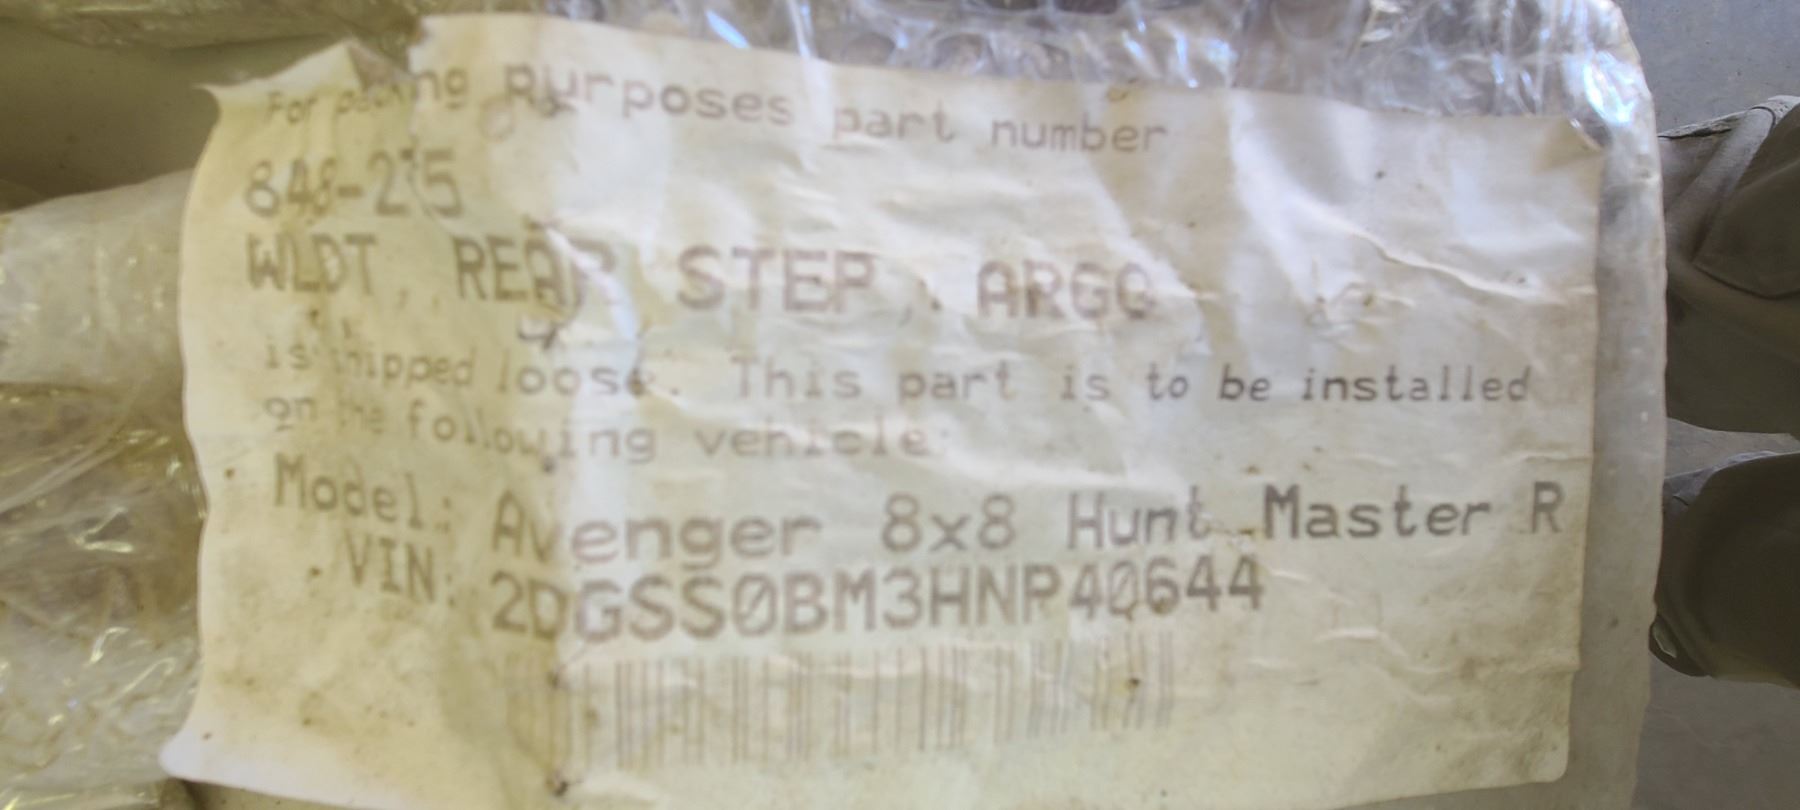 For packing purposes part number
848-215
WLDT, REAR STEP, ARGO
is shipped loose. This part is to be installed
on the following vehicle:
Model: Avenger 8x8 Hunt Master R
VIN: 2DGSS0BM3HNP40644